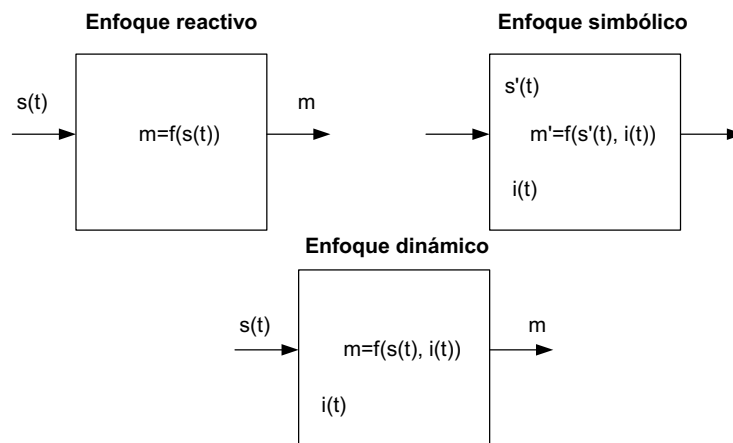 Enfoque reactivo
s(t)
m=f(s(t))
m
Enfoque simbólico
s'(t)
m'=f(s'(t), i(t))
i(t)
Enfoque dinámico
s(t)
m=f(s(t), i(t))
m
i(t)